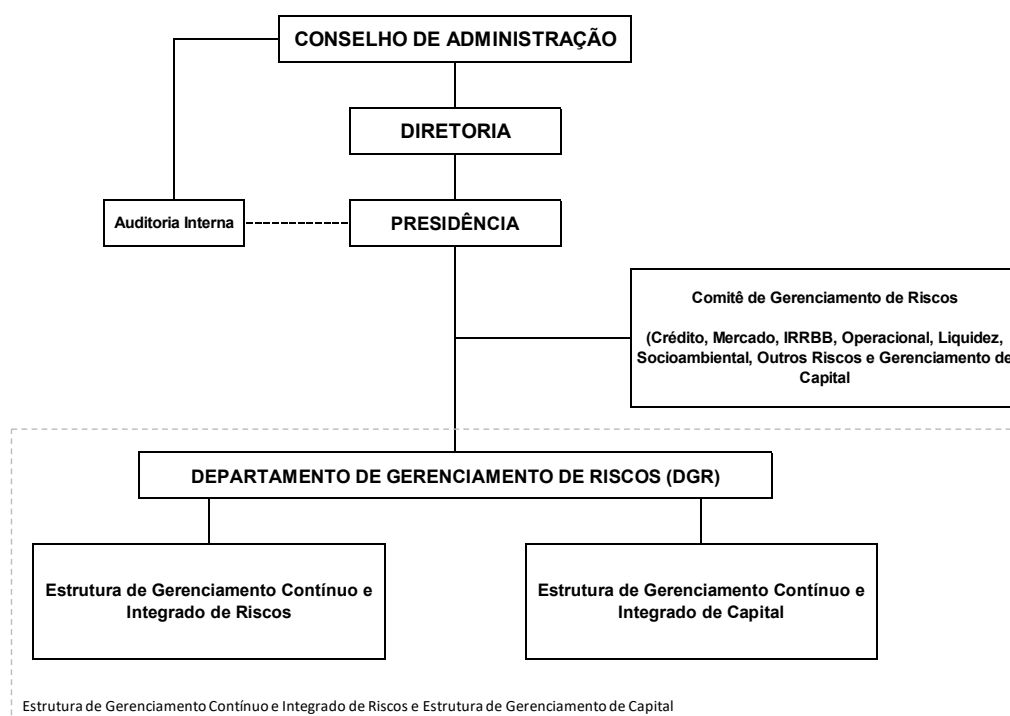 CONSELHO DE ADMINISTRAÇÃO
DIRETORIA
Auditoria Interna
PRESIDÊNCIA
Comitê de Gerenciamento de Riscos
(Crédito, Mercado, IRRBB, Operacional, Liquidez,
Socioambiental, Outros Riscos e Gerenciamento de
Capital
DEPARTAMENTO DE GERENCIAMENTO DE RISCOS (DGR)
Estrutura de Gerenciamento Contínuo e
Integrado de Riscos
Estrutura de Gerenciamento Contínuo e
Integrado de Capital
Estrutura de Gerenciamento Contínuo e Integrado de Riscos e Estrutura de Gerenciamento de Capital